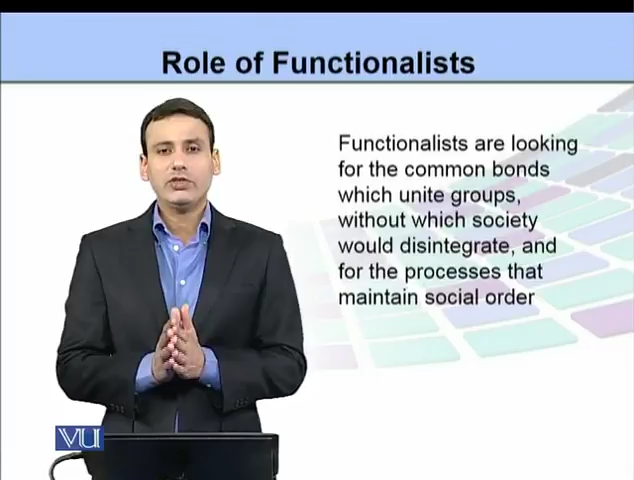 Role of Functionalists
Functionalists are looking
for the common bonds
which unite groups,
without which society
would disintegrate, and
for the processes that
maintain social order
VU